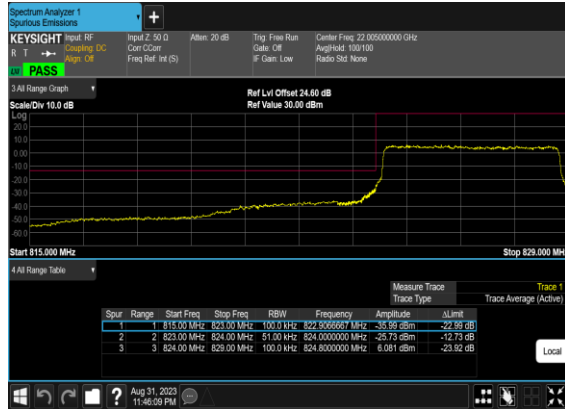 Spectrum Analyzer 1
Spurious Emissions
+
KEYSIGHT Input: RF Input Z: 50 Ω Atten: 20 dB Trig: Free Run Center Freq: 22.005000000 GHz
R T Coupling: DC Corr CCorr Gate: Off Avg|Hold: 100/100
Align: Off Freq Ref: Int (S) IF Gain: Low Radio Std: None
PASS
3 All Range Graph
Ref Lvl Offset 24.60 dB
Scale/Div 10.0 dB Ref Value 30.00 dBm
Log
20.0
10.0
0.00
-10.0
-20.0
-30.0
-40.0
-50.0
-60.0
Start 815.000 MHz Stop 829.000 MHz
4 All Range Table
Measure Trace Trace 1
Trace Type Trace Average (Active)
Spur Range Start Freq Stop Freq RBW Frequency Amplitude ΔLimit
1 1 815.00 MHz 823.00 MHz 100.0 kHz 822.9066667 MHz -35.99 dBm -22.99 dB
2 2 823.00 MHz 824.00 MHz 51.00 kHz 824.0000000 MHz -25.73 dBm -12.73 dB
3 3 824.00 MHz 829.00 MHz 100.0 kHz 824.8000000 MHz 6.081 dBm -23.92 dB
Local
? Aug 31, 2023
11:46:09 PM